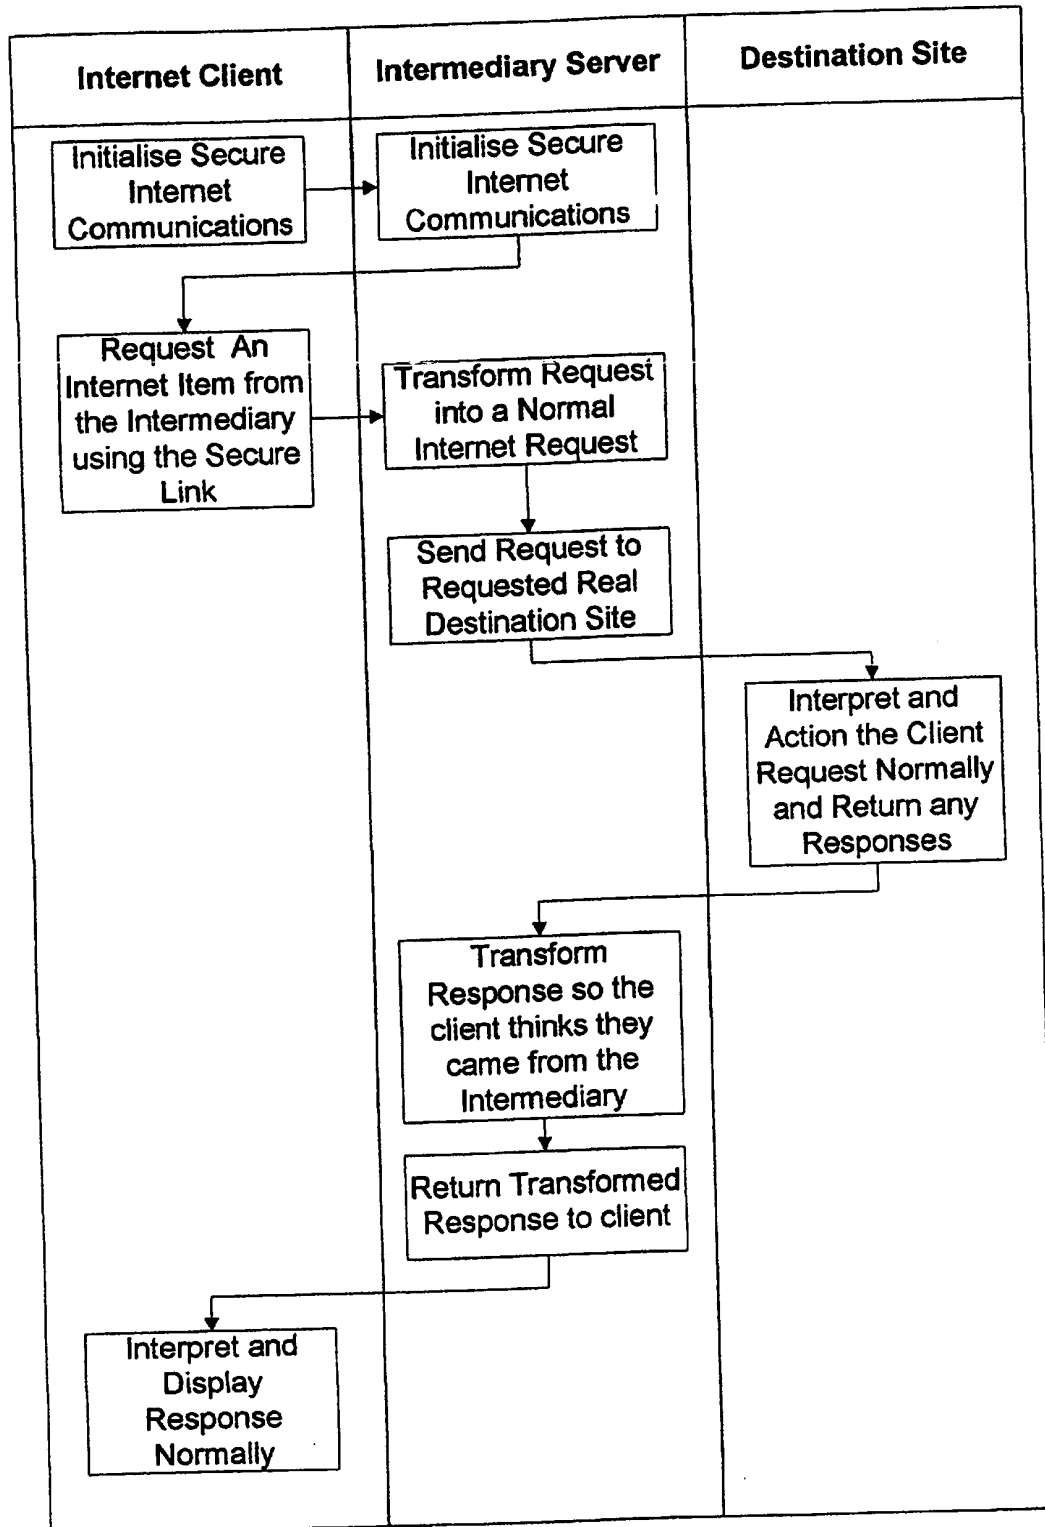 Internet Client
Intermediary Server
Destination Site
Initialise Secure
Internet
Communications
Initialise Secure
Internet
Communications
Request An
Internet Item from
the Intermediary
using the Secure
Link
Transform Request
into a Normal
Internet Request
Send Request to
Requested Real
Destination Site
Interpret and
Action the Client
Request Normally
and Return any
Responses
Transform
Response so the
client thinks they
came from the
Intermediary
Return Transformed
Response to client
Interpret and
Display
Response
Normally